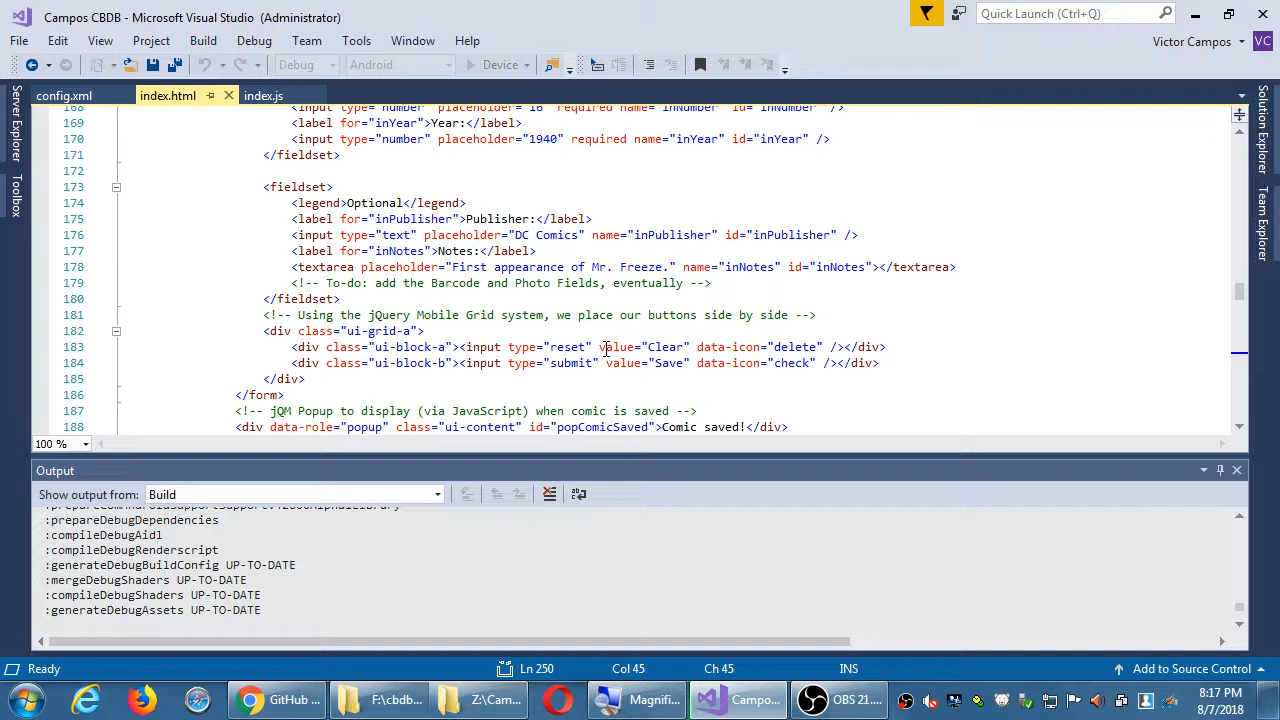 Campos CBDB - Microsoft Visual Studio (Administrator)
Quick Launch (Ctrl+Q)
File Edit View Project Build Debug Team Tools Window Help
Victor Campos VC
Debug Android Device
config.xml index.html index.js
Server Explorer
Toolbox
Solution Explorer
Team Explorer
168 <input type="number" placeholder="16" required name="inNumber" id="inNumber" />
169 <label for="inYear">Year:</label>
170 <input type="number" placeholder="1940" required name="inYear" id="inYear" />
171 </fieldset>
172
173 <fieldset>
174 <legend>Optional</legend>
175 <label for="inPublisher">Publisher:</label>
176 <input type="text" placeholder="DC Comics" name="inPublisher" id="inPublisher" />
177 <label for="inNotes">Notes:</label>
178 <textarea placeholder="First appearance of Mr. Freeze." name="inNotes" id="inNotes"></textarea>
179 <!-- To-do: add the Barcode and Photo Fields, eventually -->
180 </fieldset>
181 <!-- Using the jQuery Mobile Grid system, we place our buttons side by side -->
182 <div class="ui-grid-a">
183 <div class="ui-block-a"><input type="reset" value="Clear" data-icon="delete" /></div>
184 <div class="ui-block-b"><input type="submit" value="Save" data-icon="check" /></div>
185 </div>
186 </form>
187 <!-- jQM Popup to display (via JavaScript) when comic is saved -->
188 <div data-role="popup" class="ui-content" id="popComicSaved">Comic saved!</div>
100 %
Output
Show output from: Build
:prepareDebugDependencies
:compileDebugAidl
:compileDebugRenderscript
:generateDebugBuildConfig UP-TO-DATE
:mergeDebugShaders UP-TO-DATE
:compileDebugShaders UP-TO-DATE
:generateDebugAssets UP-TO-DATE
Ready Ln 250 Col 45 Ch 45 INS Add to Source Control
GitHub ... F:\cbdb... Z:\Cam... Magnifi... Campo... OBS 21....
8:17 PM
8/7/2018